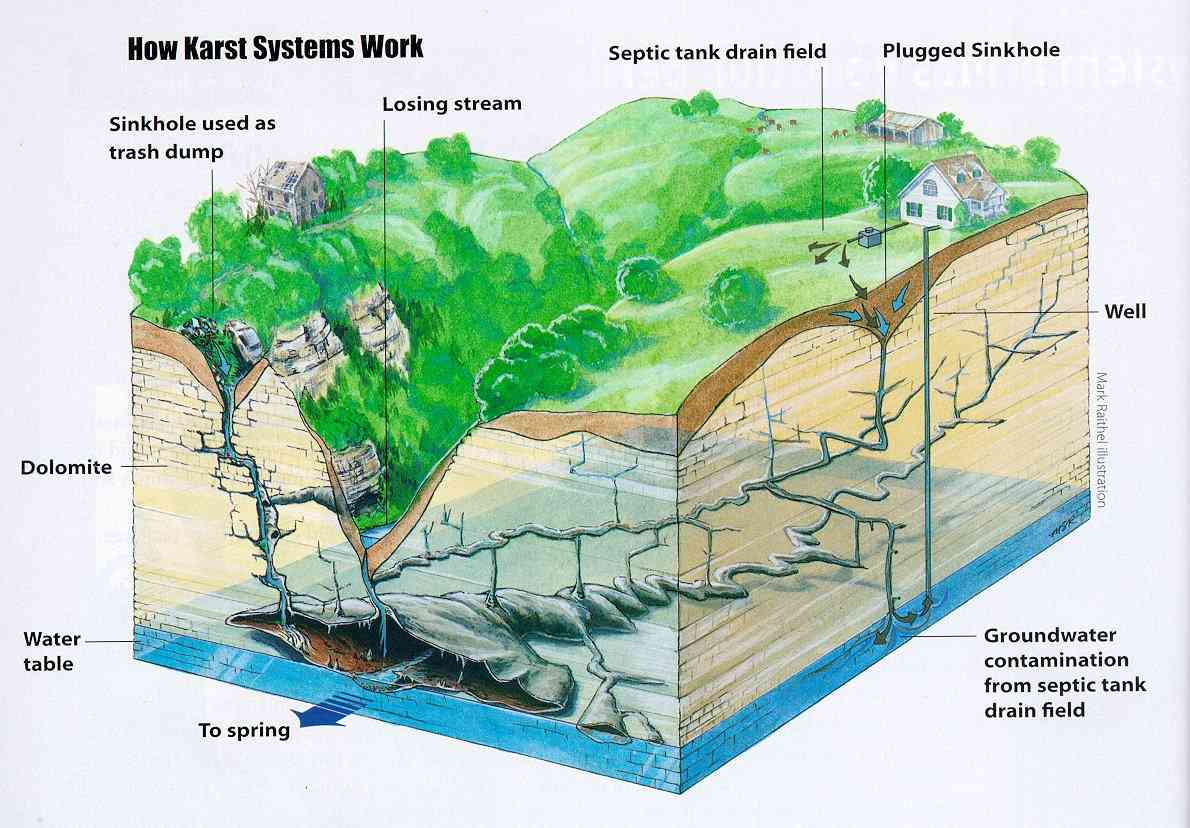 How Karst Systems Work
Septic tank drain field
Plugged Sinkhole
Losing stream
Sinkhole used as
trash dump
Well
Mark Raithel illustration
Dolomite
Water
table
Groundwater
contamination
from septic tank
drain field
To spring